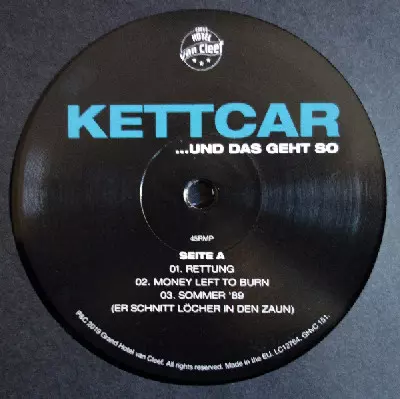 GRAND
HOTEL
van Cleef
KETTCAR
...UND DAS GEHT SO
45RMP
SEITE A
01. RETTUNG
02. MONEY LEFT TO BURN
03. SOMMER '89
(ER SCHNITT LÖCHER IN DEN ZAUN)
P&C 2019 Grand Hotel van Cleef. All rights reserved. Made in the EU. LC12764, GHvC 151.